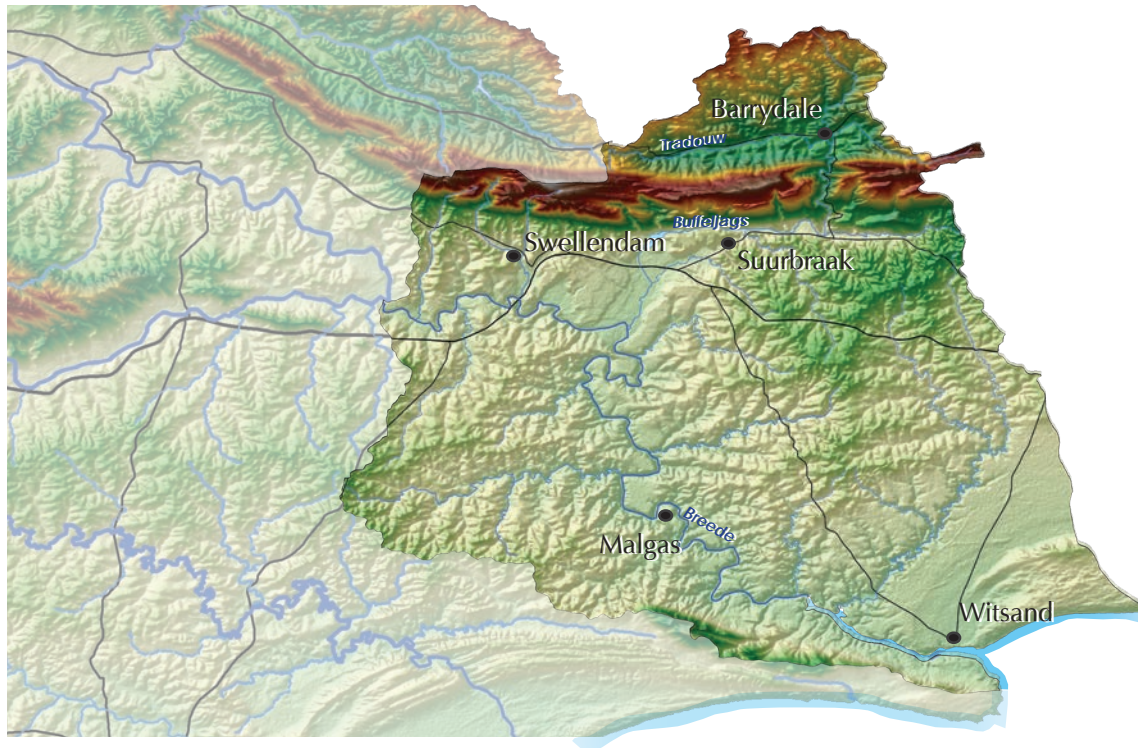 Barrydale
Tradouw
Buffeljags
Swellendam
Suurbraak
Breede
Malgas
Witsand